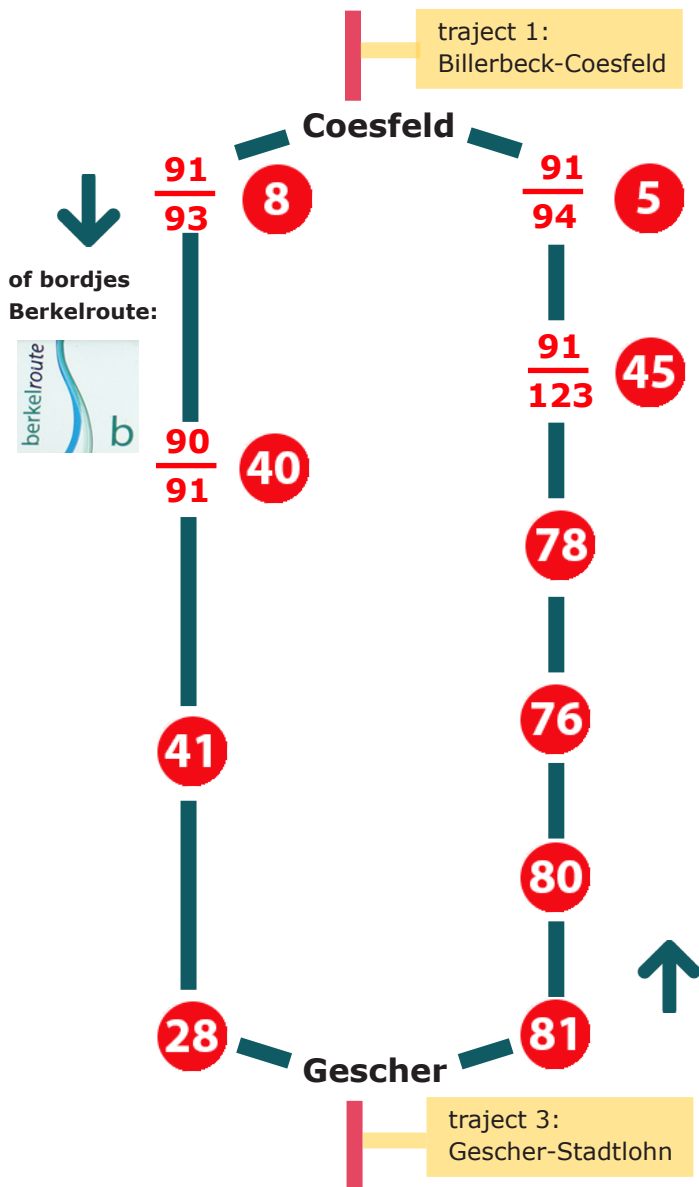 traject 1:
Billerbeck-Coesfeld
Coesfeld
91
93
8
91
94
5
of bordjes
Berkelroute:
berkelroute
b
91
123
45
90
91
40
78
76
41
80
28
81
Gescher
traject 3:
Gescher-Stadtlohn